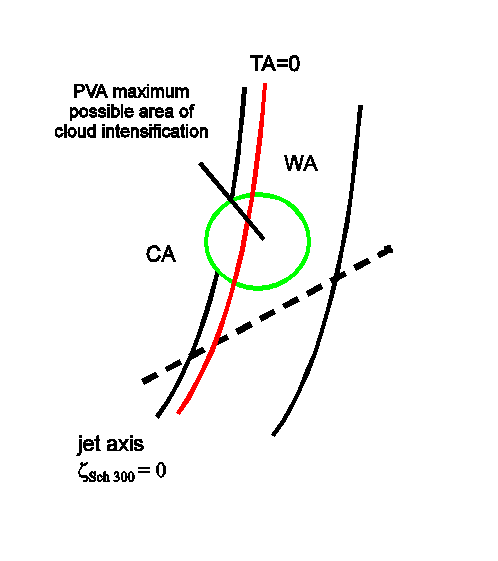 TA=0
PVA maximum
possible area of
cloud intensification
WA
CA
jet axis
ζSch 300 = 0